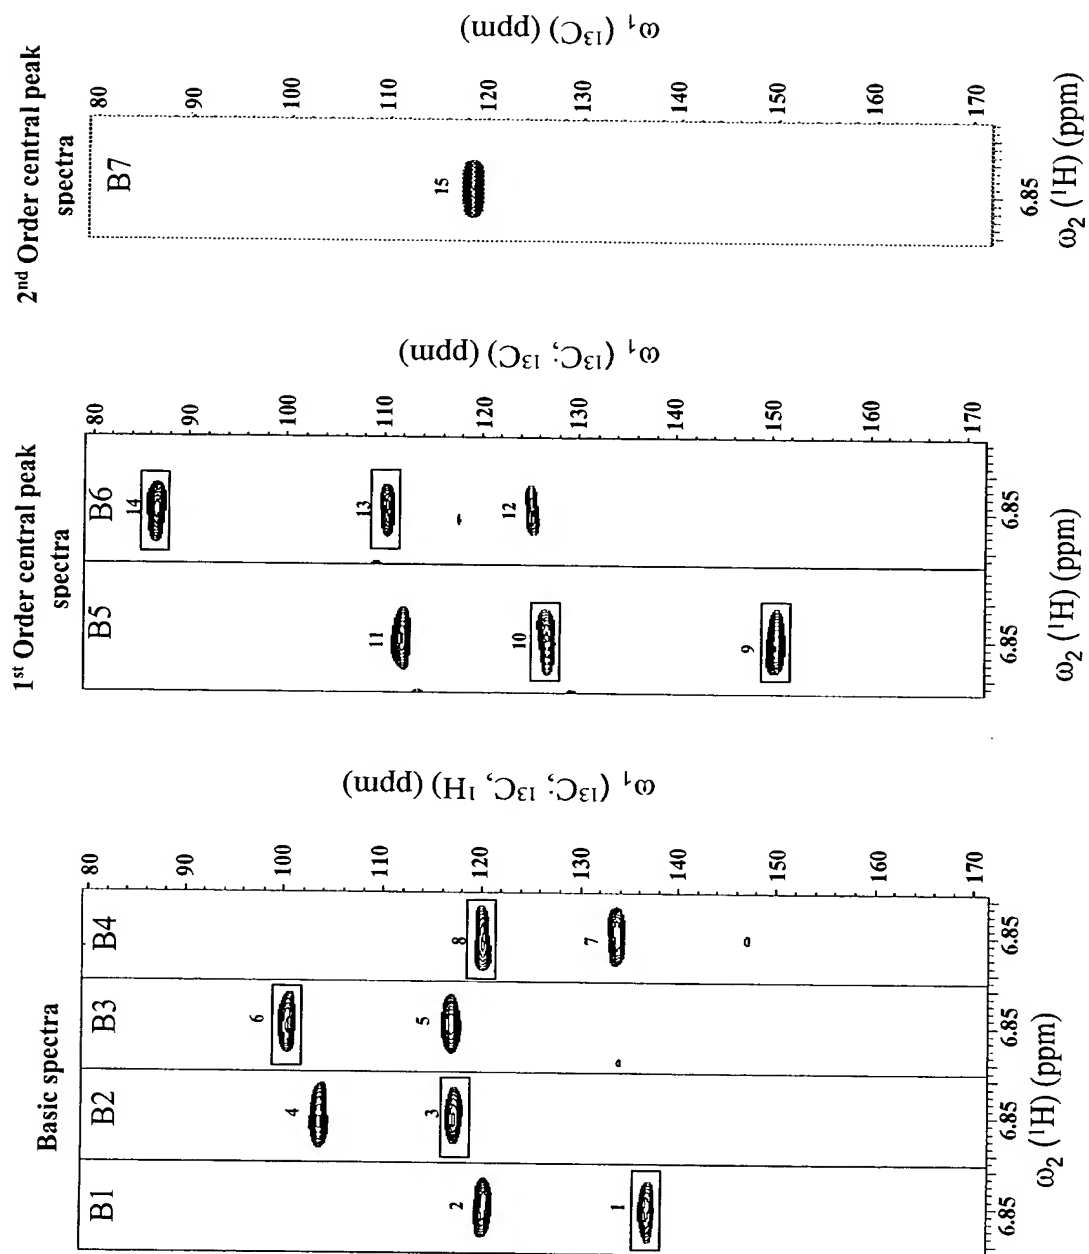 2nd Order central peak
spectra
B7
15
80
90
100
110
120
130
140
150
160
170
ω1 (13C) (ppm)
6.85
ω2 (1H) (ppm)
1st Order central peak
spectra
B5
B6
11
10
9
14
13
12
80
90
100
110
120
130
140
150
160
170
ω1 (13C; 13C) (ppm)
6.85
6.85
ω2 (1H) (ppm)
Basic spectra
B1
B2
B3
B4
2
1
4
3
6
5
8
7
80
90
100
110
120
130
140
150
160
170
ω1 (13C; 13C, 1H) (ppm)
6.85
6.85
6.85
6.85
ω2 (1H) (ppm)